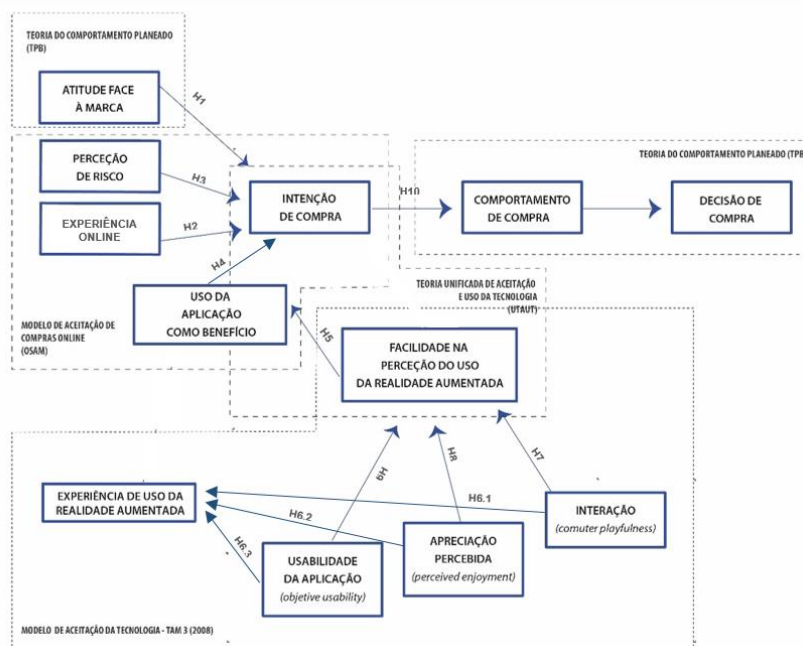 TEORIA DO COMPORTAMENTO PLANEADO
(TPB)
ATITUDE FACE
À MARCA
H1
PERCEÇÃO
DE RISCO
H3
EXPERIÊNCIA
ONLINE
H2
INTENÇÃO
DE COMPRA
H10
TEORIA DO COMPORTAMENTO PLANEADO (TPB
COMPORTAMENTO
DE COMPRA
DECISÃO DE
COMPRA
H4
USO DA
APLICAÇÃO
COMO BENEFÍCIO
MODELO DE ACEITAÇÃO DE
COMPRAS ONLINE
(OSAM)
TEORIA UNIFICADA DE ACEITAÇÃO
E USO DA TECNOLOGIA
(UTAUT)
H5
FACILIDADE NA
PERCEÇÃO DO USO
DA REALIDADE AUMENTADA
H9
H8
H7
EXPERIÊNCIA DE USO DA
REALIDADE AUMENTADA
H6.1
H6.2
H6.3
INTERAÇÃO
(comuter playfulness)
APRECIAÇÃO
PERCEBIDA
(perceived enjoyment)
USABILIDADE
DA APLICAÇÃO
(objetive usability)
MODELO DE ACEITAÇÃO DA TECNOLOGIA - TAM 3 (2008)